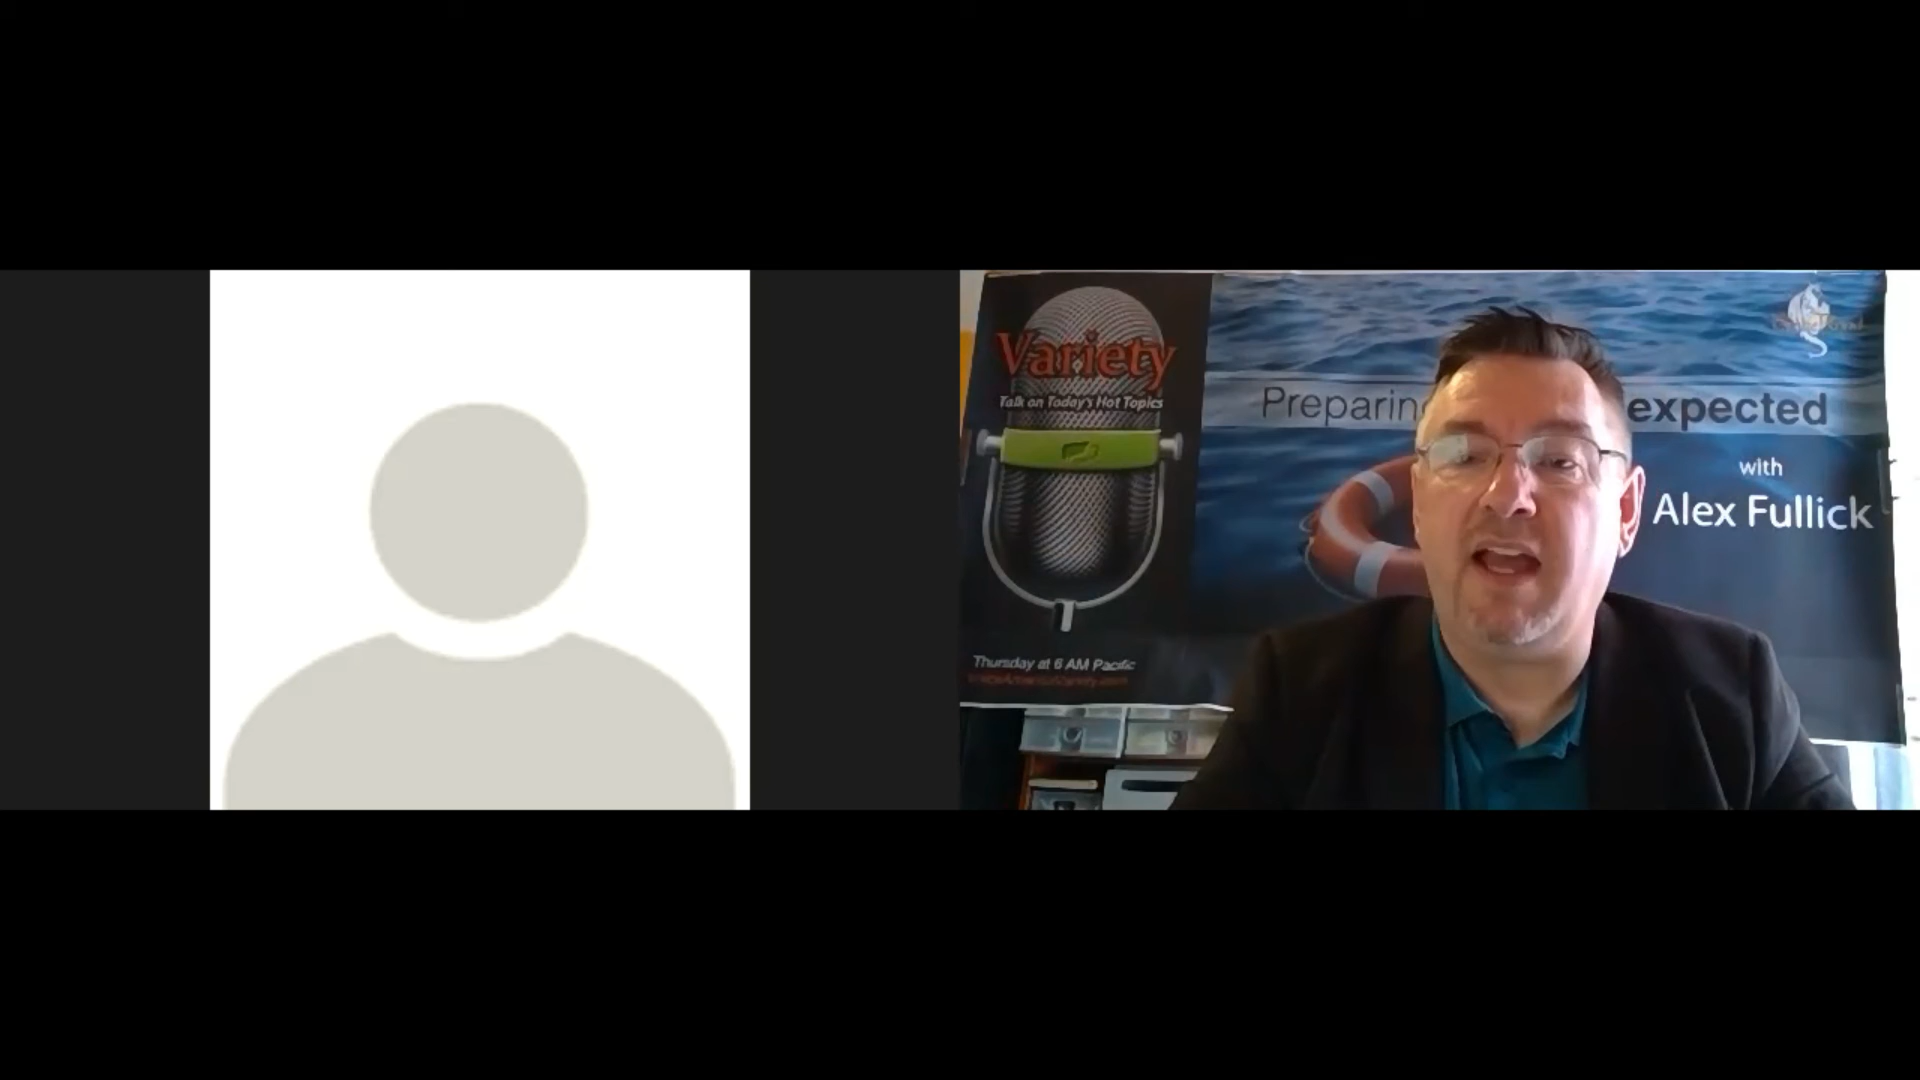 Variety
Talk on Today's Hot Topics
Preparin expected
with
Alex Fullick
Thursday at 6 AM Pacific